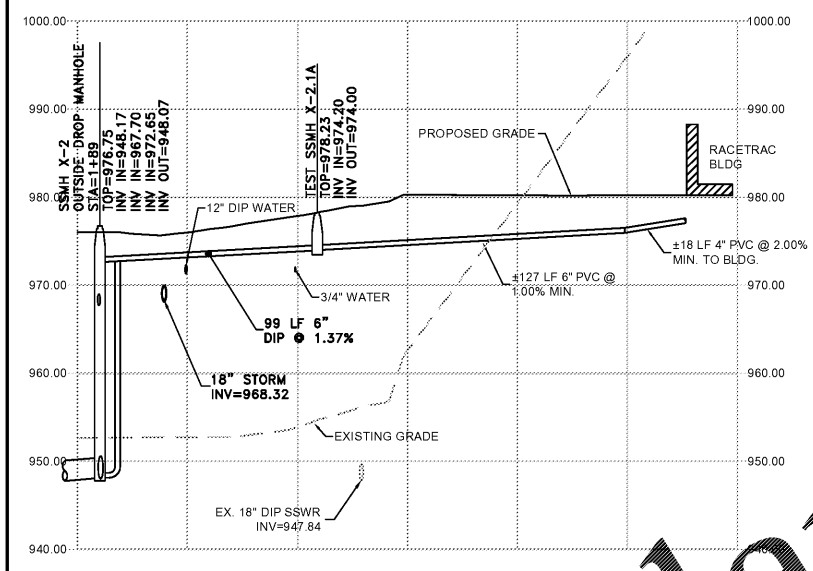 1000.00
990.00
980.00
970.00
960.00
950.00
940.00
SSMH X-2
OUTSIDE DROP MANHOLE
STA=1+89
TOP=976.75
INV IN=948.17
INV IN=967.70
INV IN=972.65
INV OUT=948.07
TEST SSMH X-2.1A
TOP=978.23
INV IN=974.20
INV OUT=974.00
PROPOSED GRADE
RACETRAC
BLDG
12" DIP WATER
3/4" WATER
±18 LF 4" PVC @ 2.00%
MIN. TO BLDG.
±127 LF 6" PVC @
1.00% MIN.
99 LF 6"
DIP @ 1.37%
18" STORM
INV=968.32
EXISTING GRADE
EX. 18" DIP SSWR
INV=947.84
1000.00
990.00
980.00
970.00
960.00
950.00